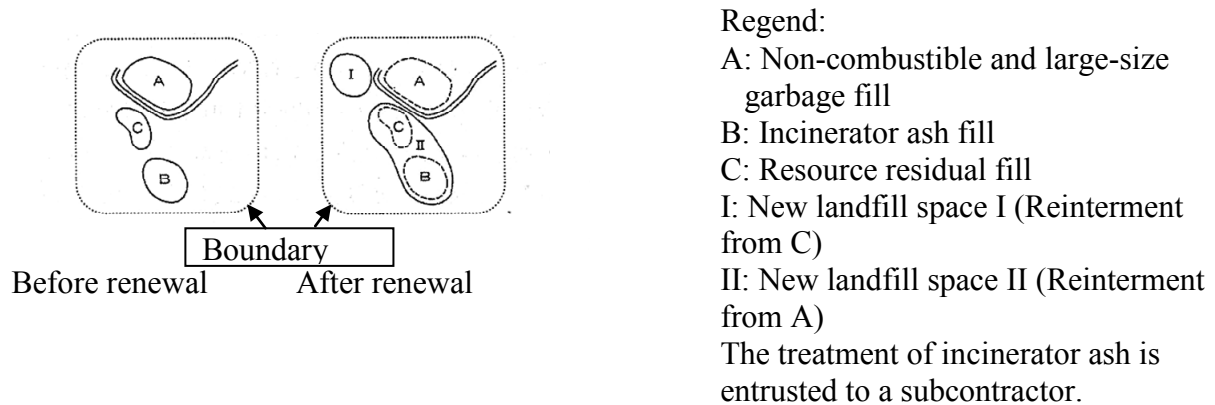 A
C
B
I
A
C
II
B
Boundary
Before renewal
After renewal
Regend:
A: Non-combustible and large-size
garbage fill
B: Incinerator ash fill
C: Resource residual fill
I: New landfill space I (Reinterment
from C)
II: New landfill space II (Reinterment
from A)
The treatment of incinerator ash is
entrusted to a subcontractor.